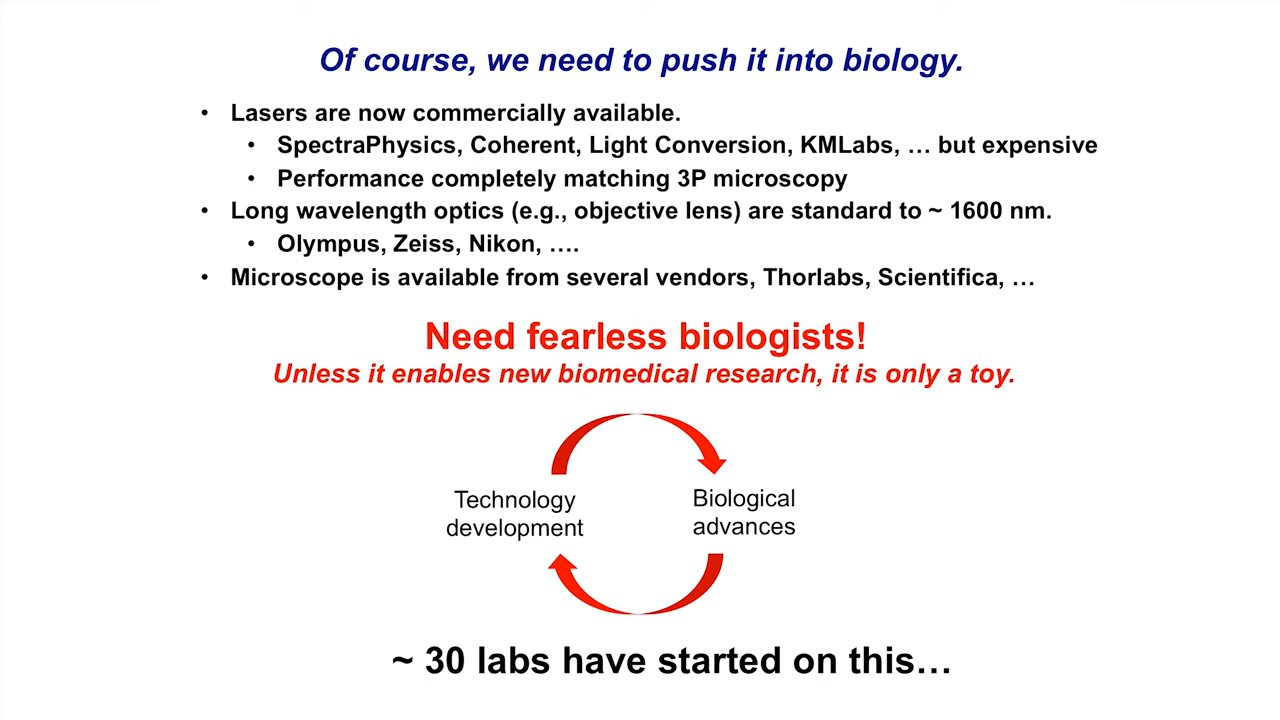 Of course, we need to push it into biology.
• Lasers are now commercially available.
• SpectraPhysics, Coherent, Light Conversion, KMLabs, … but expensive
• Performance completely matching 3P microscopy
• Long wavelength optics (e.g., objective lens) are standard to ~ 1600 nm.
• Olympus, Zeiss, Nikon, ….
• Microscope is available from several vendors, Thorlabs, Scientifica, …
Need fearless biologists!
Unless it enables new biomedical research, it is only a toy.
Technology
development
Biological
advances
~ 30 labs have started on this…